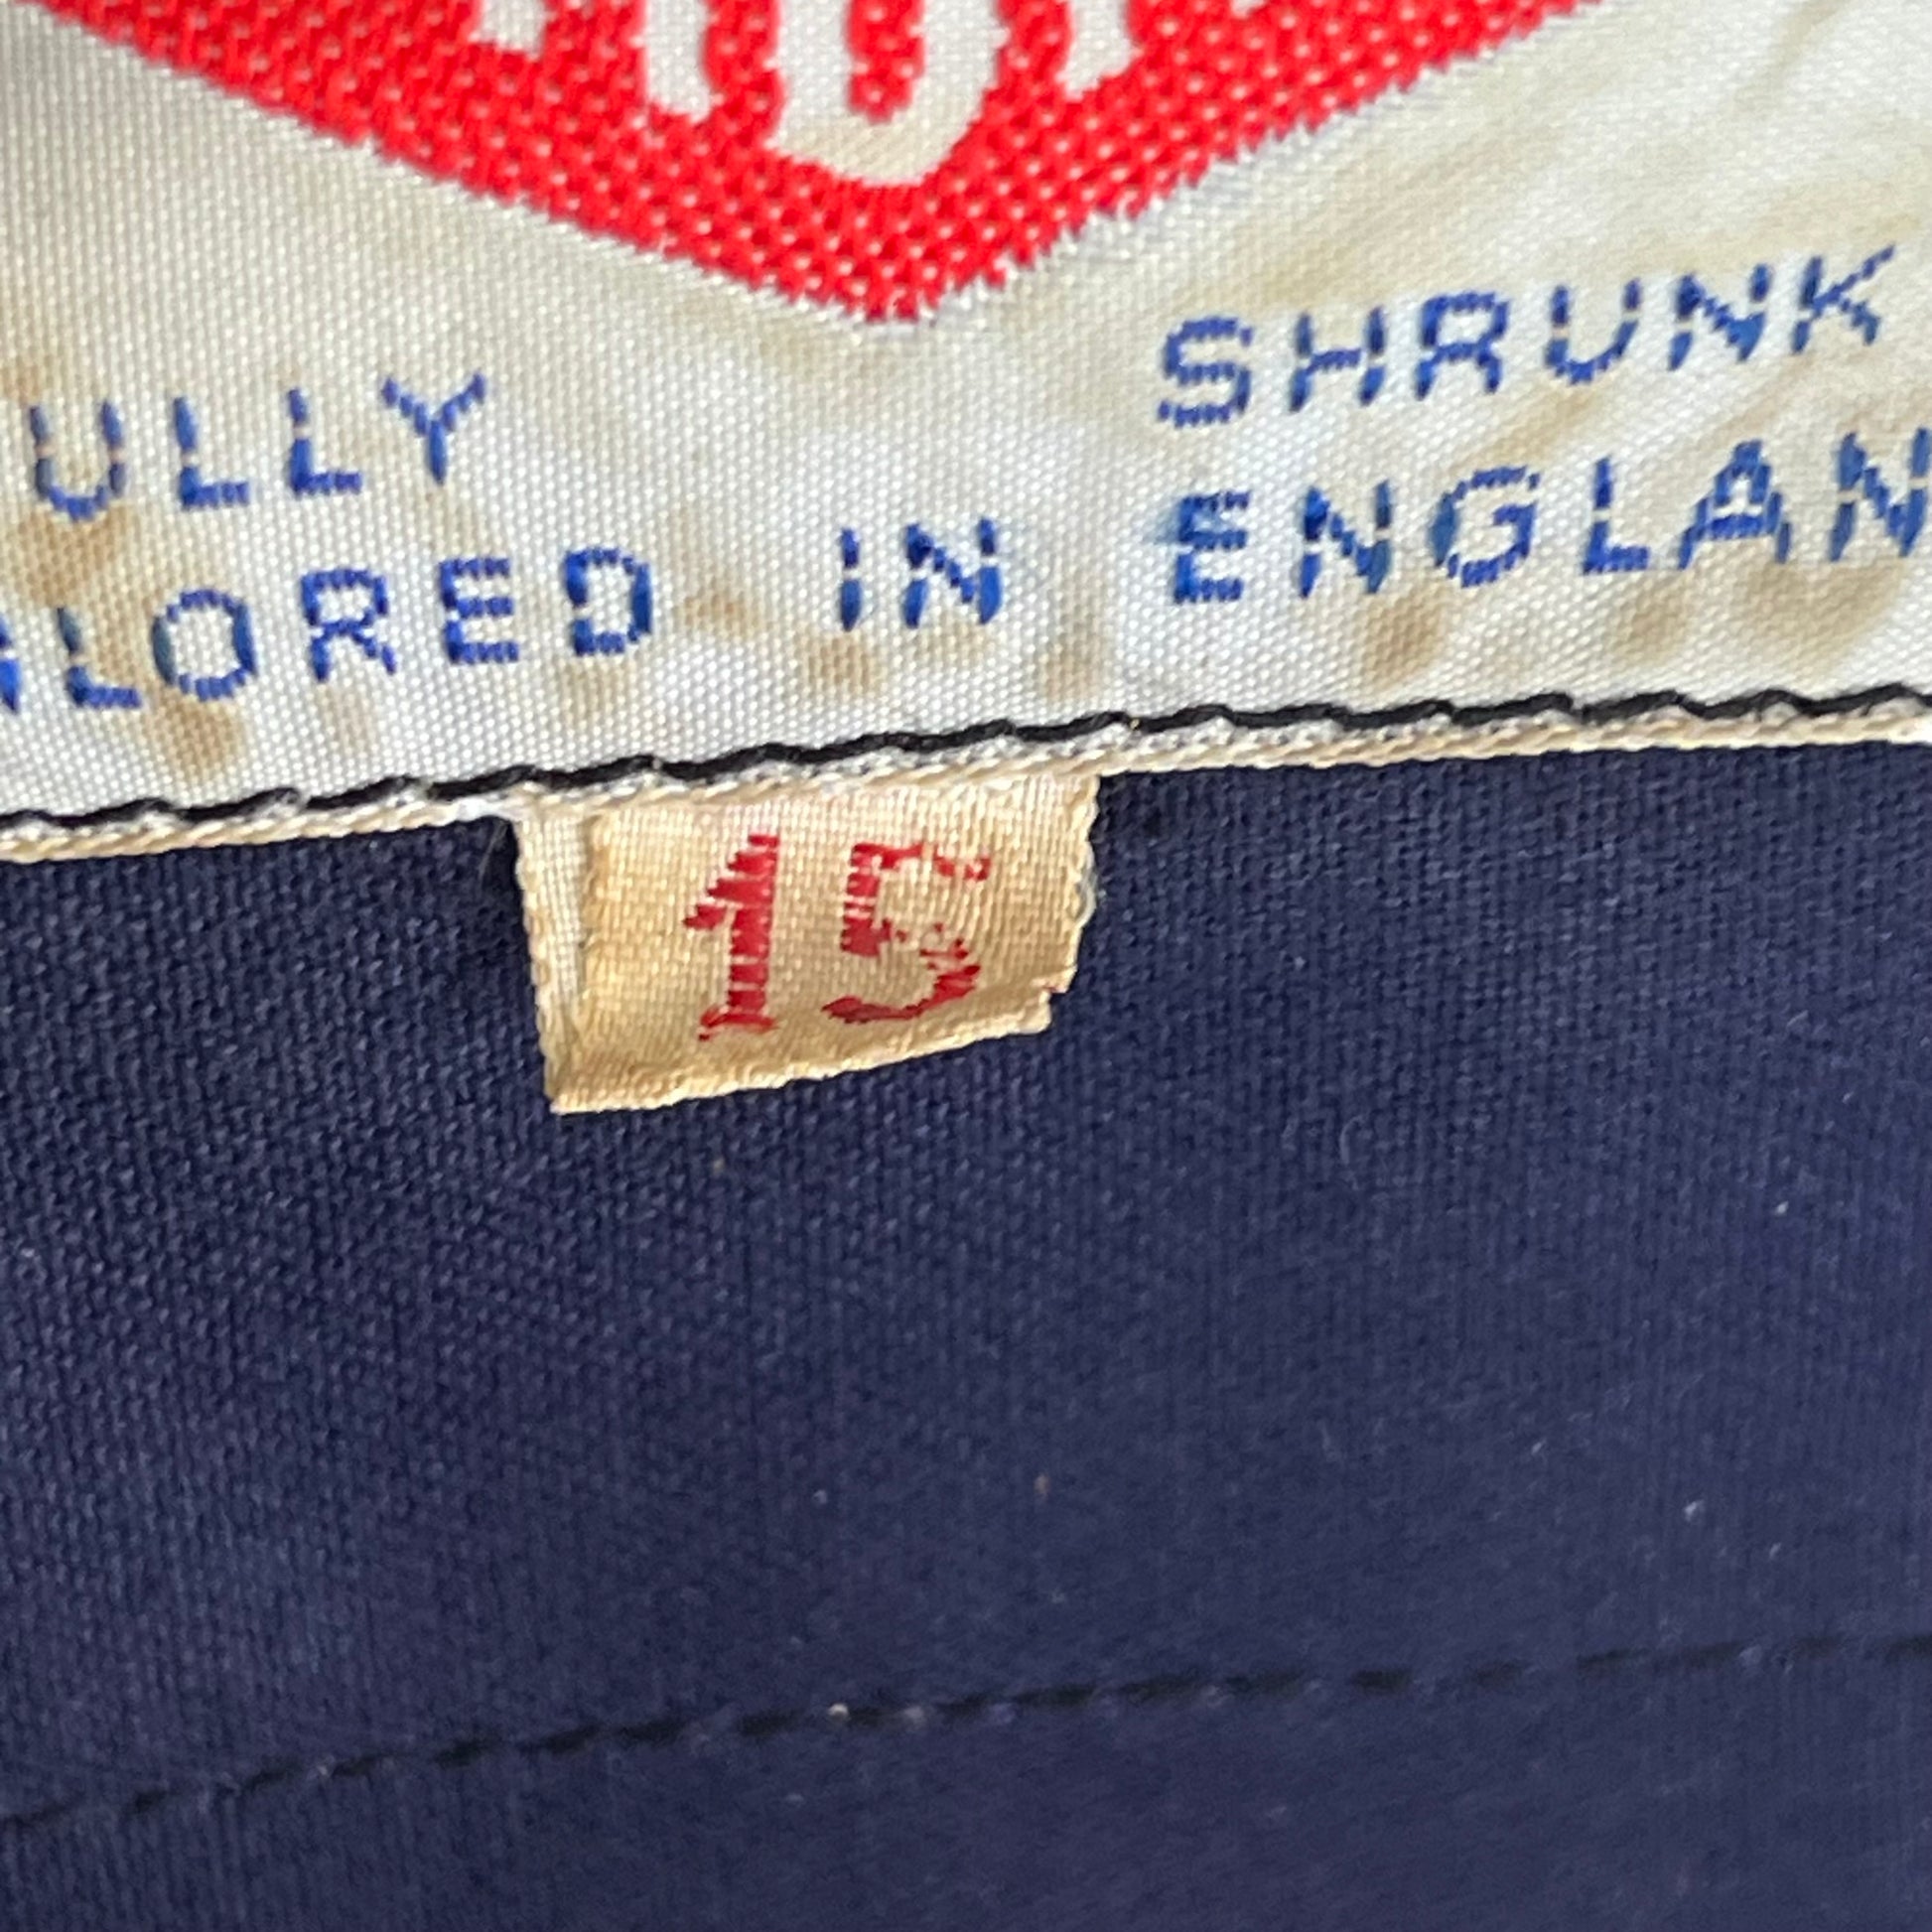 ULLY SHRUNK
ILORED IN ENGLAN
15